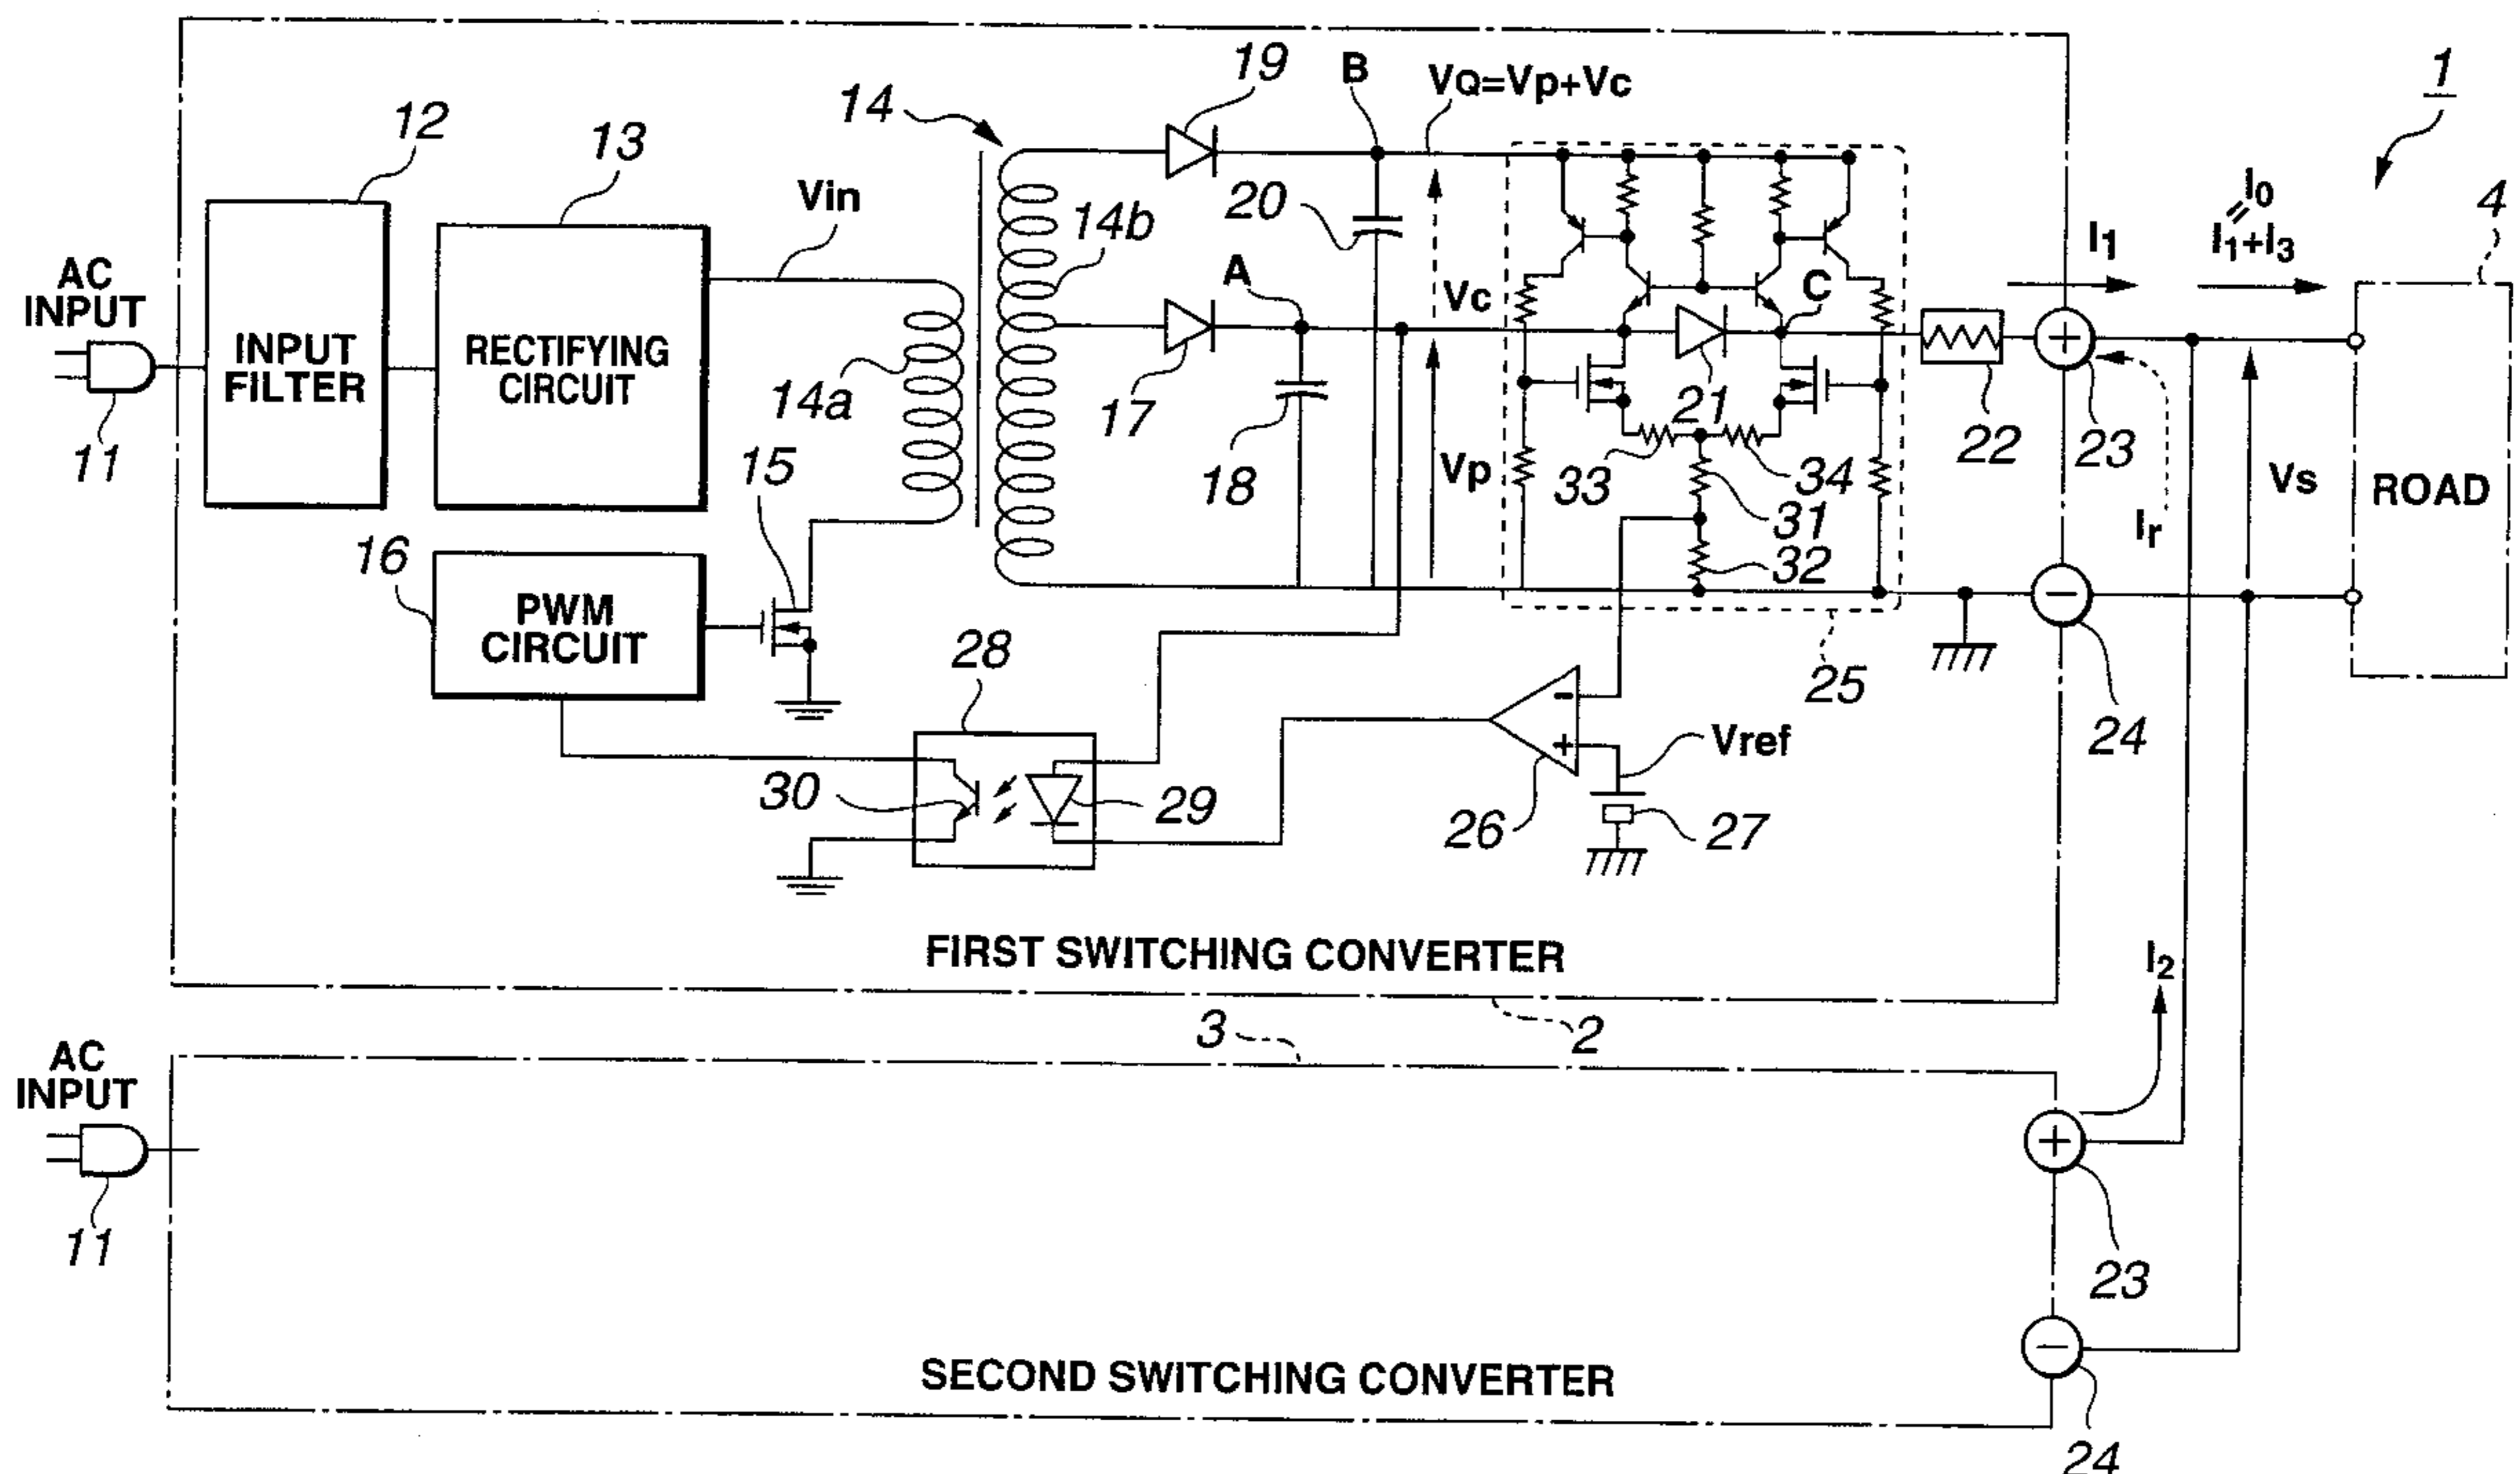 19
B
VQ=Vp+Vc
1
14
12
13
Vin
20
14b
I0
I1+I3
I1
4
AC
INPUT
A
Vc
C
INPUT
FILTER
RECTIFYING
CIRCUIT
14a
17
21
22
23
11
15
18
Vp
33
34
Vs
ROAD
31
Ir
16
32
PWM
CIRCUIT
28
25
24
Vref
30
29
26
27
FIRST SWITCHING CONVERTER
I2
3
2
AC
INPUT
11
23
SECOND SWITCHING CONVERTER
24